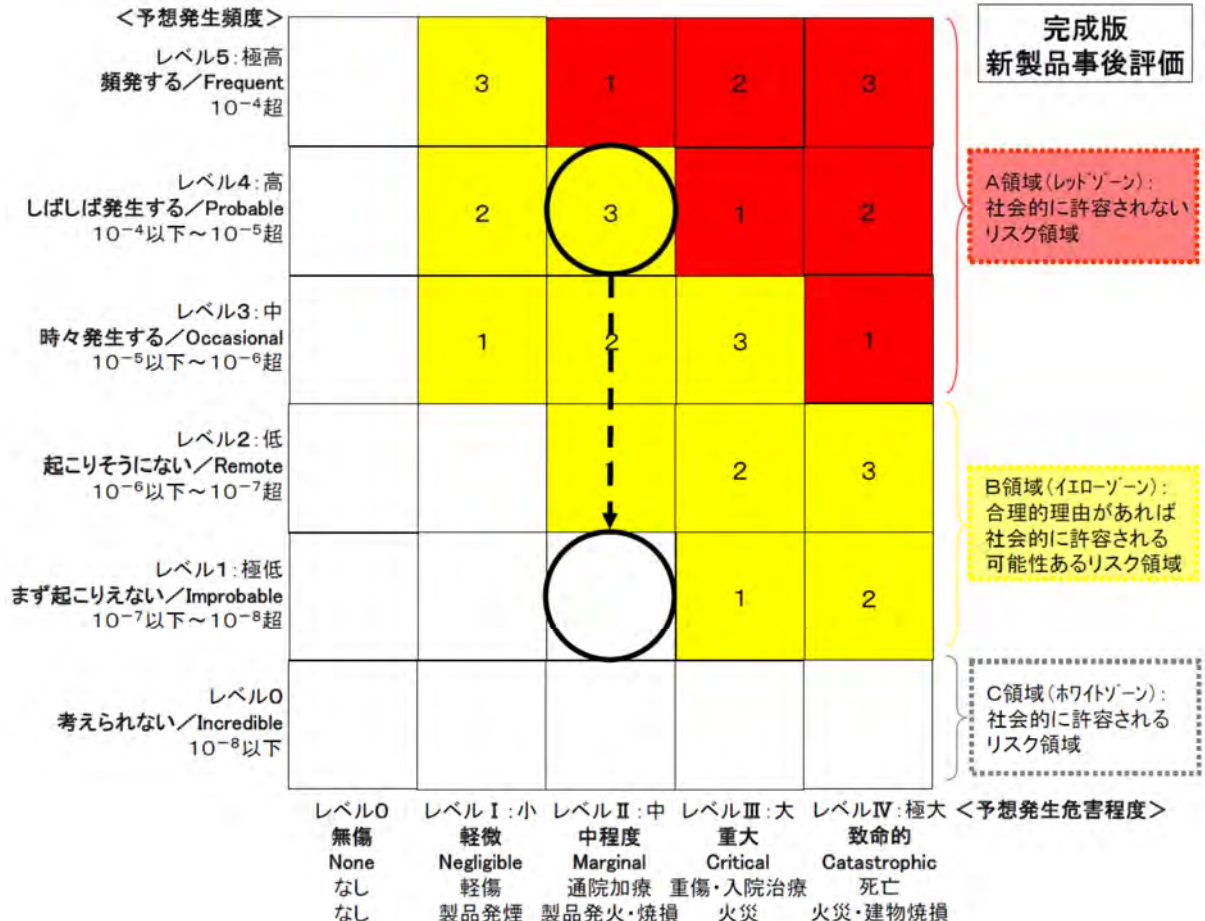 ＜予想発生頻度＞
完成版
新製品事後評価
レベル5：極高
頻発する／Frequent
10⁻⁴超
3
1
2
3
レベル4：高
しばしば発生する／Probable
10⁻⁴以下～10⁻⁵超
2
3
1
2
A領域（レッドゾーン）：
社会的に許容されない
リスク領域
レベル3：中
時々発生する／Occasional
10⁻⁵以下～10⁻⁶超
1
2
3
1
レベル2：低
起こりそうにない／Remote
10⁻⁶以下～10⁻⁷超
1
2
3
B領域（イエローゾーン）：
合理的理由があれば
社会的に許容される
可能性あるリスク領域
レベル1：極低
まず起こりえない／Improbable
10⁻⁷以下～10⁻⁸超
1
2
レベル0
考えられない／Incredible
10⁻⁸以下
C領域（ホワイトゾーン）：
社会的に許容される
リスク領域
レベル0 レベルⅠ：小 レベルⅡ：中 レベルⅢ：大 レベルⅣ：極大 ＜予想発生危害程度＞
無傷 軽微 中程度 重大 致命的
None Negligible Marginal Critical Catastrophic
なし 軽傷 通院加療 重傷・入院治療 死亡
なし 製品発煙 製品発火・焼損 火災 火災・建物焼損